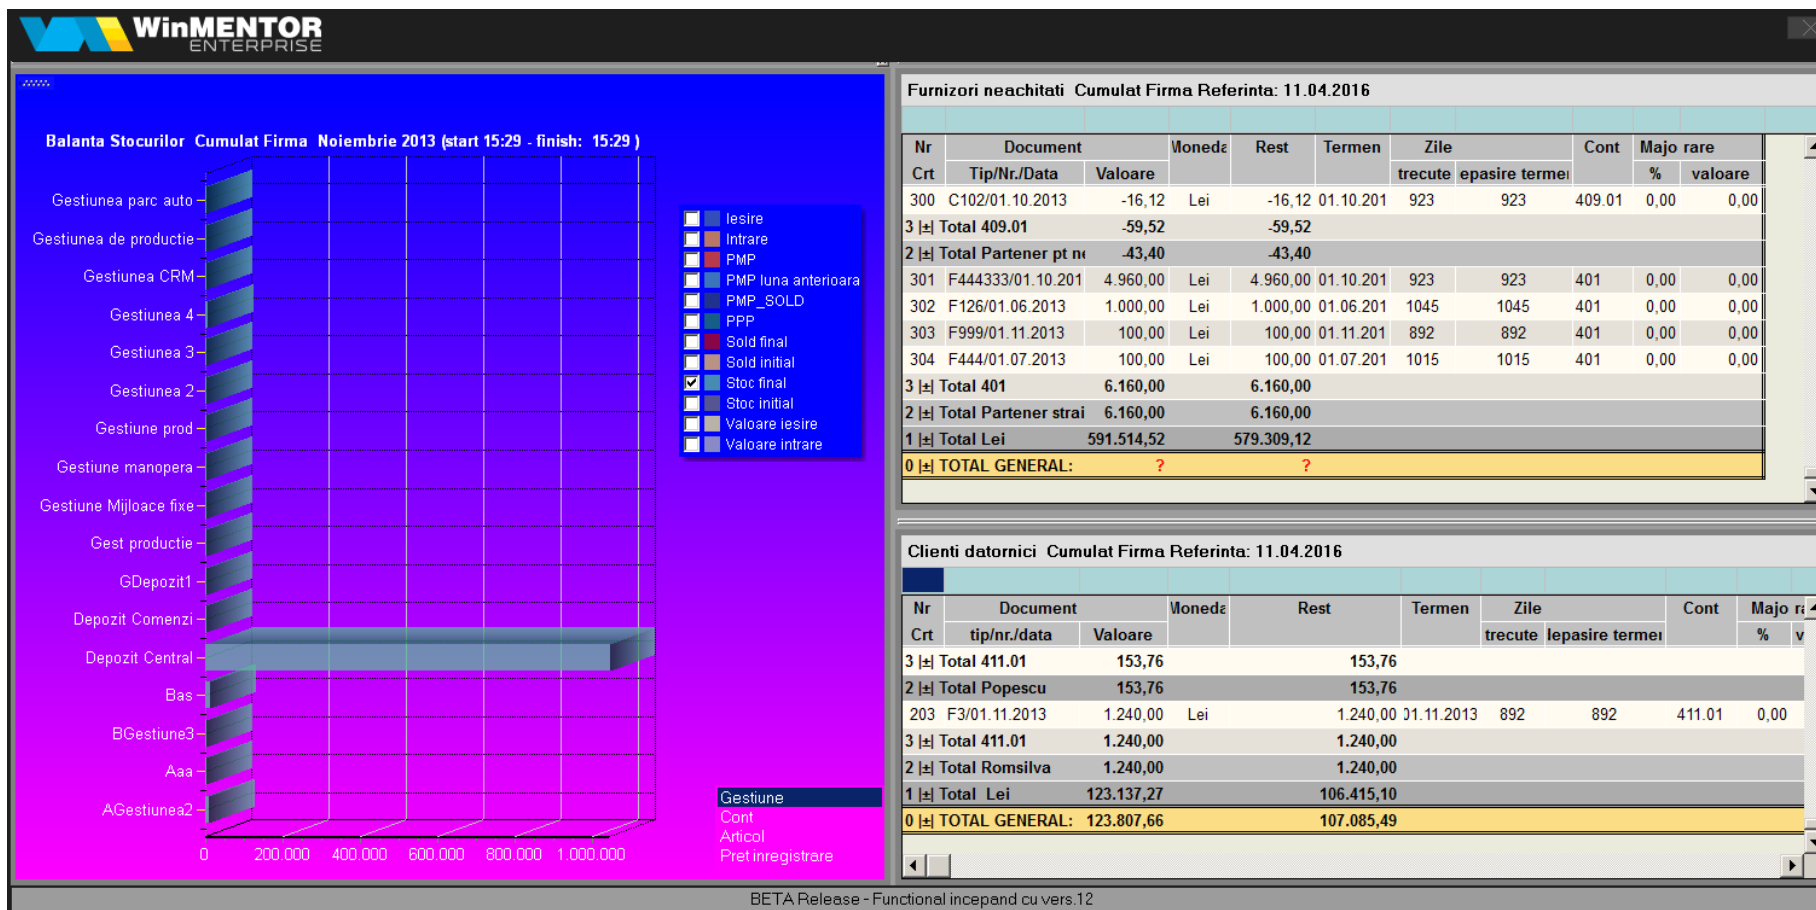 WinMENTOR
ENTERPRISE
Balanta Stocurilor Cumulat Firma Noiembrie 2013 (start 15:29 - finish: 15:29 )
Gestiunea parc auto
Gestiunea de productie
Gestiunea CRM
Gestiunea 4
Gestiunea 3
Gestiunea 2
Gestiune prod
Gestiune manopera
Gestiune Mijloace fixe
Gest productie
GDepozit1
Depozit Comenzi
Depozit Central
Bas
BGestiune3
Aaa
AGestiunea2
0 200.000 400.000 600.000 800.000 1.000.000
Iesire
Intrare
PMP
PMP luna anterioara
PMP_SOLD
PPP
Sold final
Sold initial
Stoc final
Stoc initial
Valoare iesire
Valoare intrare
Gestiune
Cont
Articol
Pret inregistrare
Furnizori neachitati Cumulat Firma Referinta: 11.04.2016
Nr Document Moneda Rest Termen Zile Cont Majo rare
Crt Tip/Nr./Data Valoare trecute epasire termei % valoare
300 C102/01.10.2013 -16,12 Lei -16,12 01.10.201 923 923 409.01 0,00 0,00
3 |±| Total 409.01 -59,52 -59,52
2 |±| Total Partener pt ne -43,40 -43,40
301 F444333/01.10.201 4.960,00 Lei 4.960,00 01.10.201 923 923 401 0,00 0,00
302 F126/01.06.2013 1.000,00 Lei 1.000,00 01.06.201 1045 1045 401 0,00 0,00
303 F999/01.11.2013 100,00 Lei 100,00 01.11.201 892 892 401 0,00 0,00
304 F444/01.07.2013 100,00 Lei 100,00 01.07.201 1015 1015 401 0,00 0,00
3 |±| Total 401 6.160,00 6.160,00
2 |±| Total Partener strai 6.160,00 6.160,00
1 |±| Total Lei 591.514,52 579.309,12
0 |±| TOTAL GENERAL: ? ?
Clienti datornici Cumulat Firma Referinta: 11.04.2016
Nr Document Moneda Rest Termen Zile Cont Majo ra
Crt tip/nr./data Valoare trecute lepasire termei % v
3 |±| Total 411.01 153,76 153,76
2 |±| Total Popescu 153,76 153,76
203 F3/01.11.2013 1.240,00 Lei 1.240,00 01.11.2013 892 892 411.01 0,00
3 |±| Total 411.01 1.240,00 1.240,00
2 |±| Total Romsilva 1.240,00 1.240,00
1 |±| Total Lei 123.137,27 106.415,10
0 |±| TOTAL GENERAL: 123.807,66 107.085,49
BETA Release - Functional incepand cu vers.12